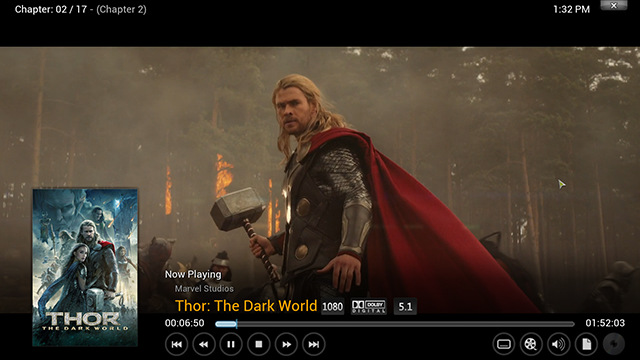 Chapter: 02 / 17 - (Chapter 2)
1:32 PM
Now Playing
Marvel Studios
Thor: The Dark World 1080 DOLBY DIGITAL 5.1
00:06:50
01:52:03
THOR
THE DARK WORLD